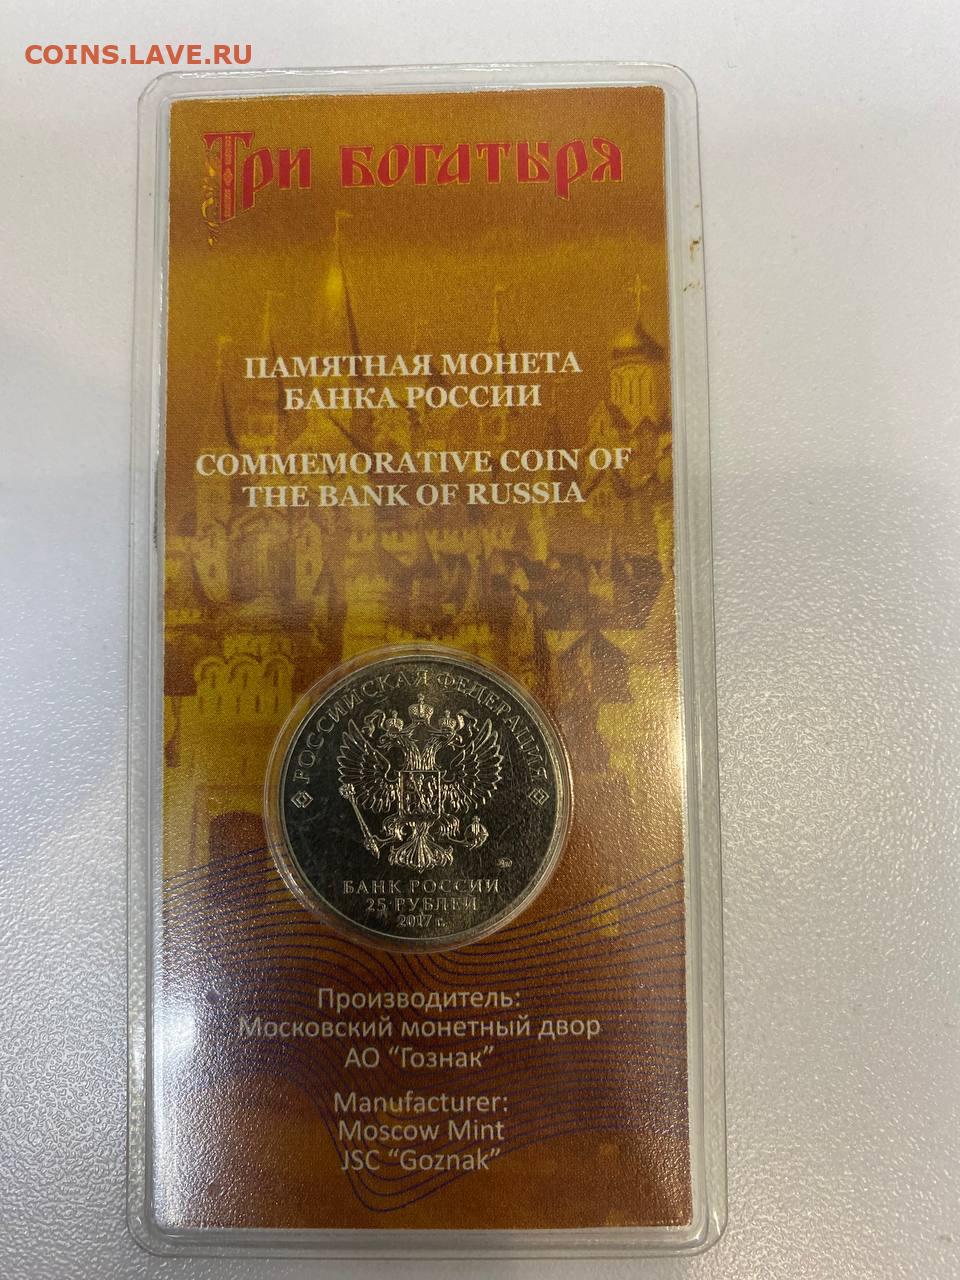 COINS.LAVE.RU
Три богатыря
ПАМЯТНАЯ МОНЕТА
БАНКА РОССИИ
COMMEMORATIVE COIN OF
THE BANK OF RUSSIA
РОССИЙСКАЯ ФЕДЕРАЦИЯ
БАНК РОССИИ
25 РУБЛЕЙ
2017 г.
Производитель:
Московский монетный двор
АО “Гознак”
Manufacturer:
Moscow Mint
JSC “Goznak”